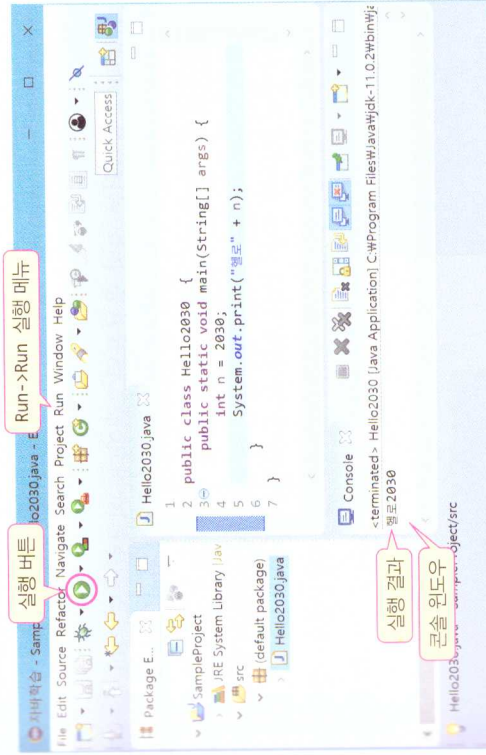 실행 버튼
Run->Run 실행 메뉴
자바학습 - Samp
lo2030.java - E
File Edit Source Refactor Navigate Search Project Run Window Help
Quick Access
Package E...
SampleProject
JRE System Library [Jav
src
(default package)
Hello2030.java
Hello2030.java
1
2 public class Hello2030 {
3 public static void main(String[] args) {
4 int n = 2030;
5 System.out.print("헬로" + n);
6 }
7 }
Console
<terminated> Hello2030 [Java Application] C:₩Program Files₩Java₩jdk-11.0.2₩bin₩ja
헬로2030
실행 결과
콘솔 윈도우
Hello2030.java - SampleProject/src